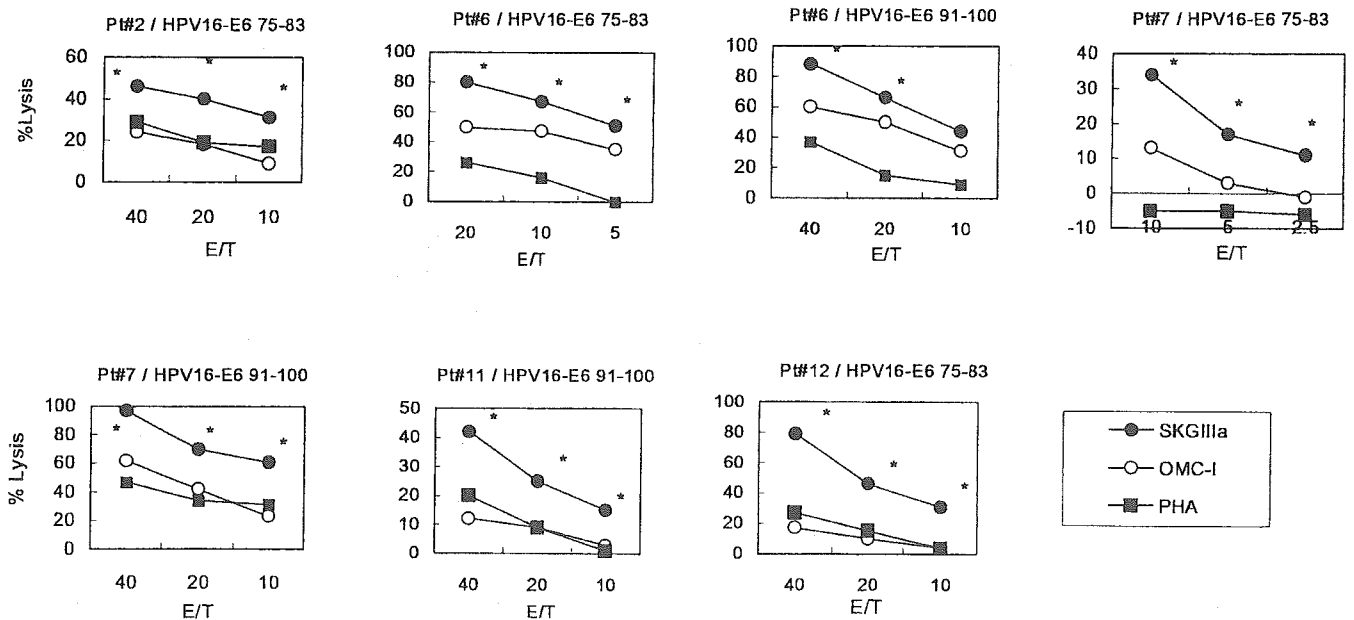 Pt#2 / HPV16-E6 75-83
%Lysis
60
40
20
0
*
*
*
40 20 10
E/T
Pt#6 / HPV16-E6 75-83
100
80
60
40
20
0
*
*
*
20 10 5
E/T
Pt#6 / HPV16-E6 91-100
100
80
60
40
20
0
*
*
40 20 10
E/T
Pt#7 / HPV16-E6 75-83
40
30
20
10
0
-10
*
*
*
10 5 2.5
E/T
Pt#7 / HPV16-E6 91-100
% Lysis
100
80
60
40
20
0
*
*
*
40 20 10
E/T
Pt#11 / HPV16-E6 91-100
50
40
30
20
10
0
*
*
*
40 20 10
E/T
Pt#12 / HPV16-E6 75-83
100
80
60
40
20
0
*
*
*
40 20 10
E/T
SKGIIIa
OMC-I
PHA